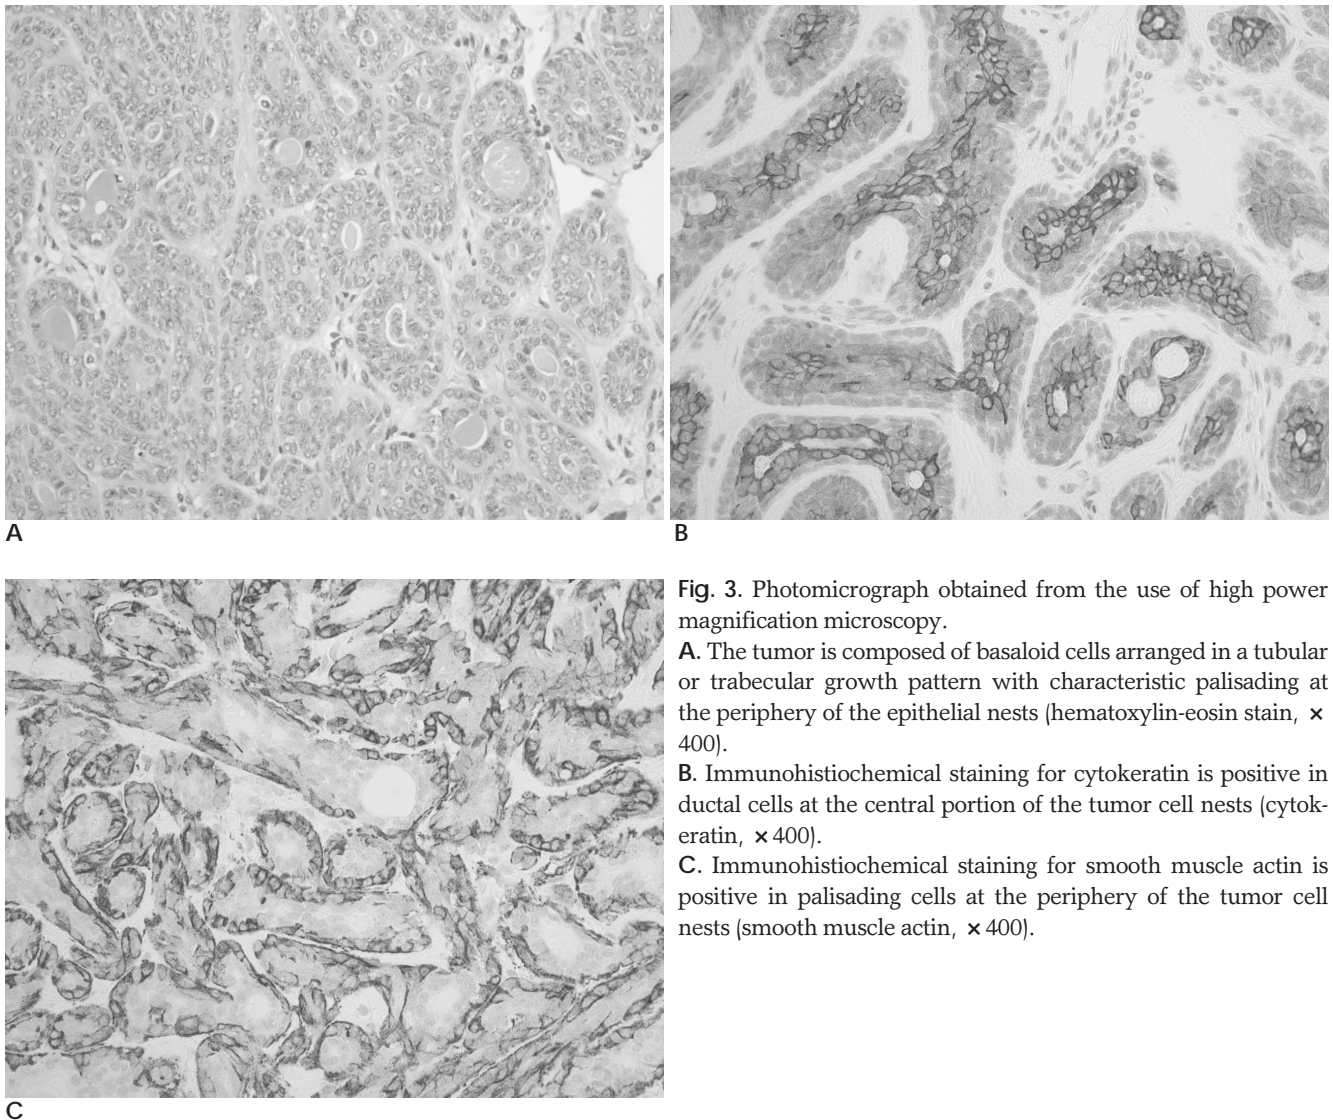 A
B
Fig. 3. Photomicrograph obtained from the use of high power
magnification microscopy.
A. The tumor is composed of basaloid cells arranged in a tubular
or trabecular growth pattern with characteristic palisading at
the periphery of the epithelial nests (hematoxylin-eosin stain, ×
400).
B. Immunohistiochemical staining for cytokeratin is positive in
ductal cells at the central portion of the tumor cell nests (cytok-
eratin, × 400).
C. Immunohistiochemical staining for smooth muscle actin is
positive in palisading cells at the periphery of the tumor cell
nests (smooth muscle actin, × 400).
C